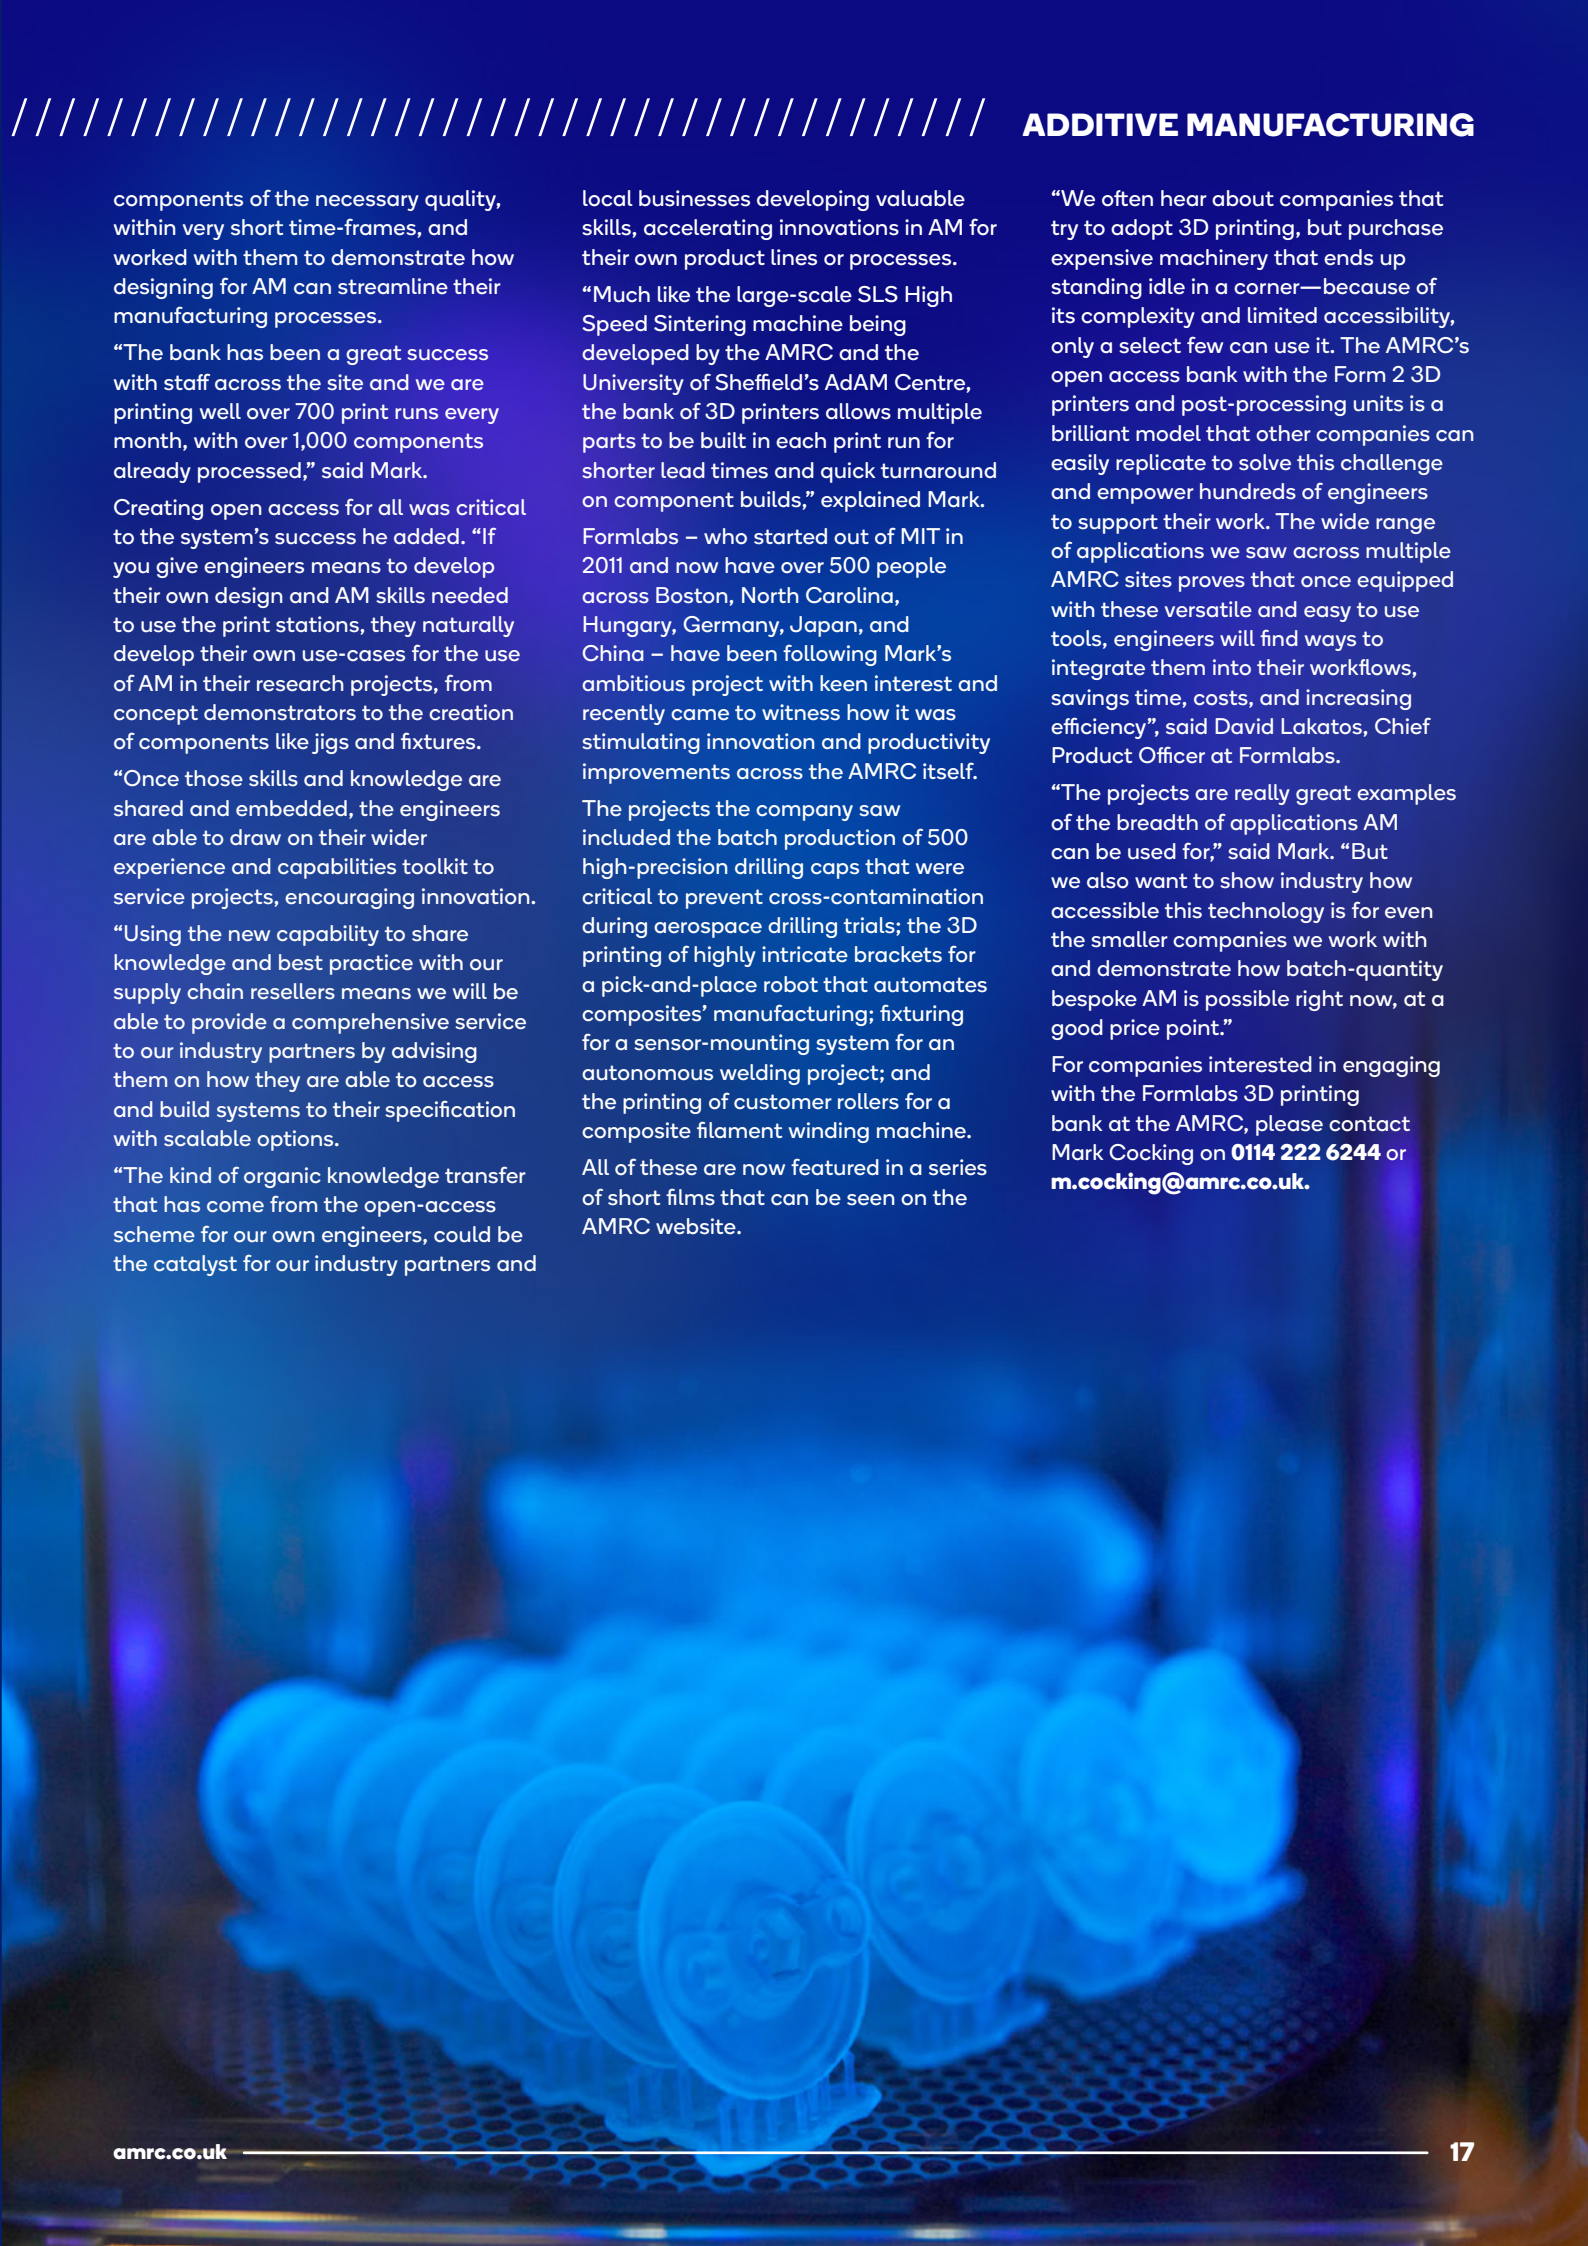 ADDITIVE MANUFACTURING
components of the necessary quality,
within very short time-frames, and
worked with them to demonstrate how
designing for AM can streamline their
manufacturing processes.
“The bank has been a great success
with staff across the site and we are
printing well over 700 print runs every
month, with over 1,000 components
already processed,” said Mark.
Creating open access for all was critical
to the system’s success he added. “If
you give engineers means to develop
their own design and AM skills needed
to use the print stations, they naturally
develop their own use-cases for the use
of AM in their research projects, from
concept demonstrators to the creation
of components like jigs and fixtures.
“Once those skills and knowledge are
shared and embedded, the engineers
are able to draw on their wider
experience and capabilities toolkit to
service projects, encouraging innovation.
“Using the new capability to share
knowledge and best practice with our
supply chain resellers means we will be
able to provide a comprehensive service
to our industry partners by advising
them on how they are able to access
and build systems to their specification
with scalable options.
“The kind of organic knowledge transfer
that has come from the open-access
scheme for our own engineers, could be
the catalyst for our industry partners and
local businesses developing valuable
skills, accelerating innovations in AM for
their own product lines or processes.
“Much like the large-scale SLS High
Speed Sintering machine being
developed by the AMRC and the
University of Sheffield’s AdAM Centre,
the bank of 3D printers allows multiple
parts to be built in each print run for
shorter lead times and quick turnaround
on component builds,” explained Mark.
Formlabs – who started out of MIT in
2011 and now have over 500 people
across Boston, North Carolina,
Hungary, Germany, Japan, and
China – have been following Mark’s
ambitious project with keen interest and
recently came to witness how it was
stimulating innovation and productivity
improvements across the AMRC itself.
The projects the company saw
included the batch production of 500
high-precision drilling caps that were
critical to prevent cross-contamination
during aerospace drilling trials; the 3D
printing of highly intricate brackets for
a pick-and-place robot that automates
composites’ manufacturing; fixturing
for a sensor-mounting system for an
autonomous welding project; and
the printing of customer rollers for a
composite filament winding machine.
All of these are now featured in a series
of short films that can be seen on the
AMRC website.
“We often hear about companies that
try to adopt 3D printing, but purchase
expensive machinery that ends up
standing idle in a corner—because of
its complexity and limited accessibility,
only a select few can use it. The AMRC’s
open access bank with the Form 2 3D
printers and post-processing units is a
brilliant model that other companies can
easily replicate to solve this challenge
and empower hundreds of engineers
to support their work. The wide range
of applications we saw across multiple
AMRC sites proves that once equipped
with these versatile and easy to use
tools, engineers will find ways to
integrate them into their workflows,
savings time, costs, and increasing
efficiency”, said David Lakatos, Chief
Product Officer at Formlabs.
“The projects are really great examples
of the breadth of applications AM
can be used for,” said Mark. “But
we also want to show industry how
accessible this technology is for even
the smaller companies we work with
and demonstrate how batch-quantity
bespoke AM is possible right now, at a
good price point.”
For companies interested in engaging
with the Formlabs 3D printing
bank at the AMRC, please contact
Mark Cocking on 0114 222 6244 or
m.cocking@amrc.co.uk.
amrc.co.uk
17